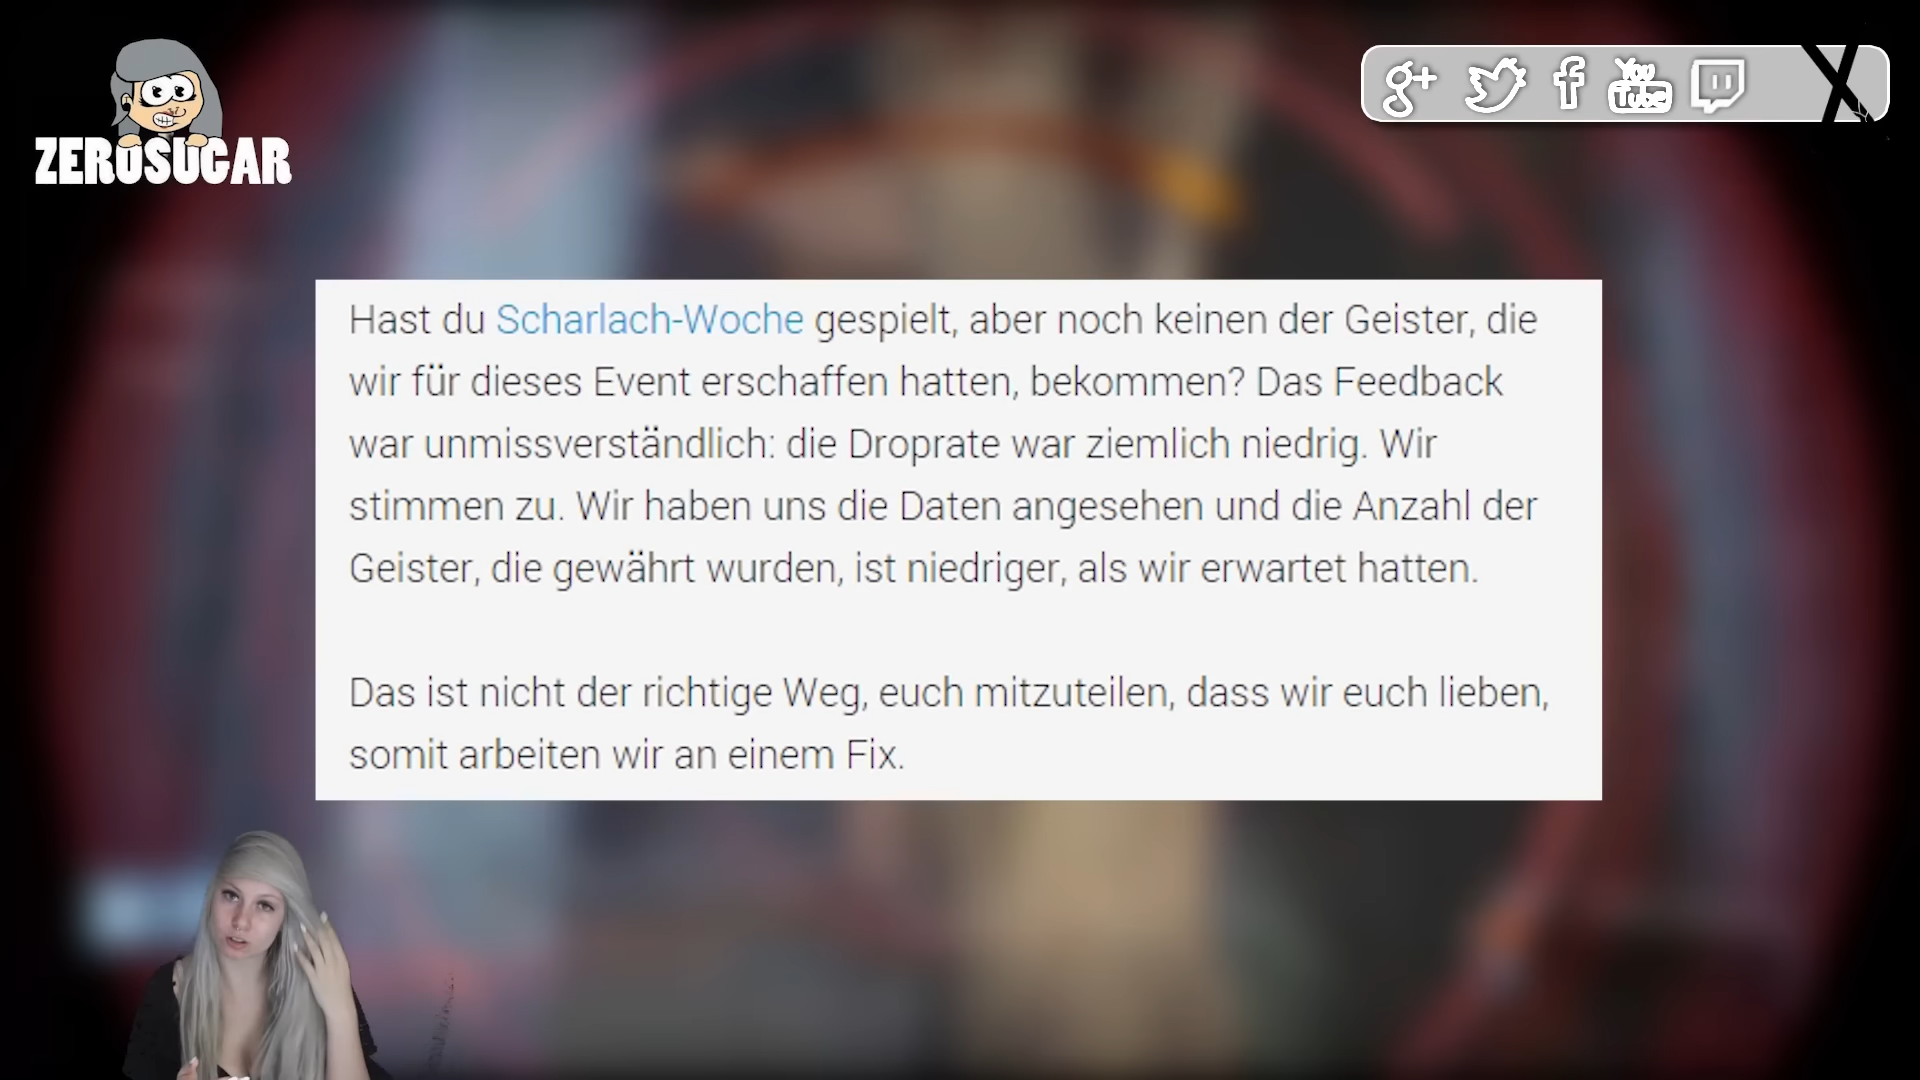 ZEROSUGAR
g+
You
Tube
X
Hast du Scharlach-Woche gespielt, aber noch keinen der Geister, die
wir für dieses Event erschaffen hatten, bekommen? Das Feedback
war unmissverständlich: die Droprate war ziemlich niedrig. Wir
stimmen zu. Wir haben uns die Daten angesehen und die Anzahl der
Geister, die gewährt wurden, ist niedriger, als wir erwartet hatten.
Das ist nicht der richtige Weg, euch mitzuteilen, dass wir euch lieben,
somit arbeiten wir an einem Fix.